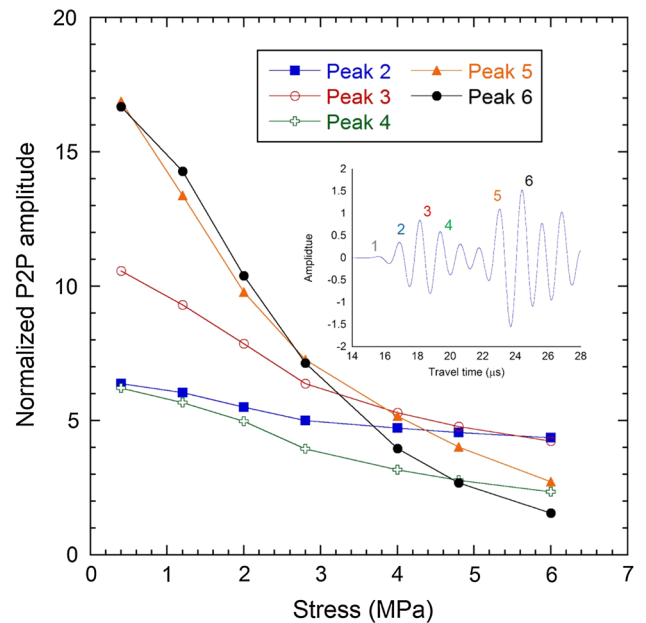 20
15
10
5
0
Normalized P2P amplitude
0 1 2 3 4 5 6 7
Stress (MPa)
Peak 2 Peak 5
Peak 3 Peak 6
Peak 4
2
1.5
1
0.5
0
-0.5
-1
-1.5
-2
Amplidtue
1 2 3 4 5 6
14 16 18 20 22 24 26 28
Travel time (μs)